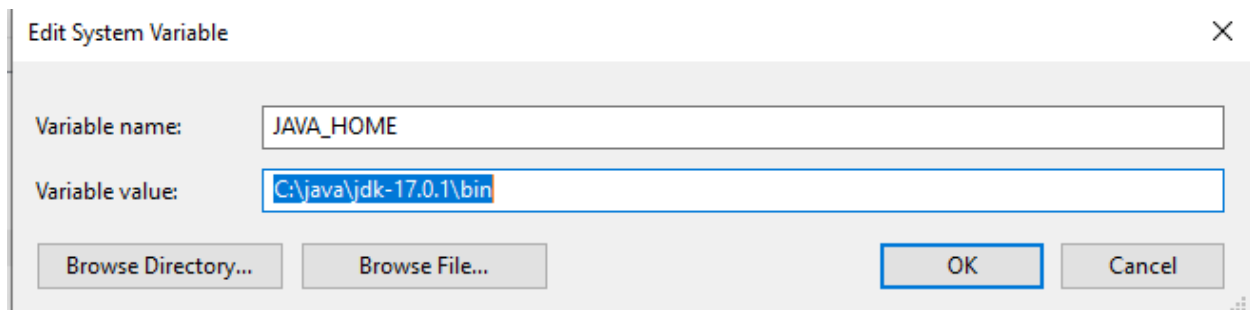 Edit System Variable
Variable name: JAVA_HOME
Variable value: C:\java\jdk-17.0.1\bin
Browse Directory... Browse File... OK Cancel